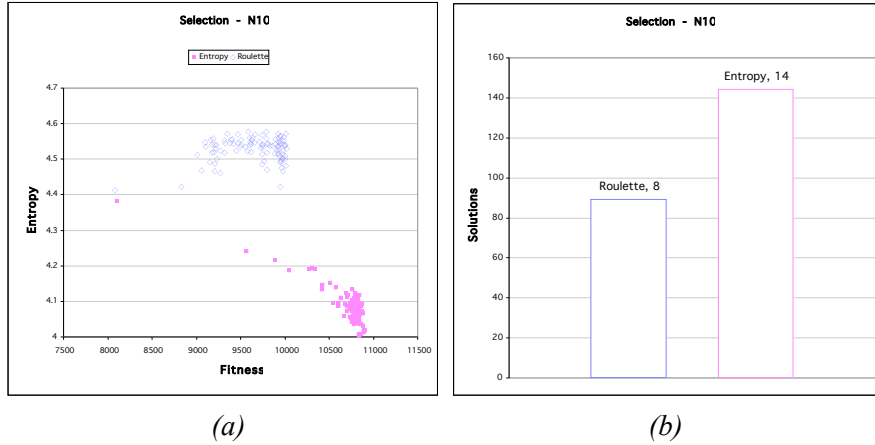 Selection - N10
Entropy Roulette
4.7
4.6
4.5
4.4
4.3
4.2
4.1
4
Entropy
7500 8000 8500 9000 9500 10000 10500 11000 11500
Fitness
(a)
Selection - N10
160
140
120
100
80
60
40
20
0
Solutions
Roulette, 8
Entropy, 14
(b)